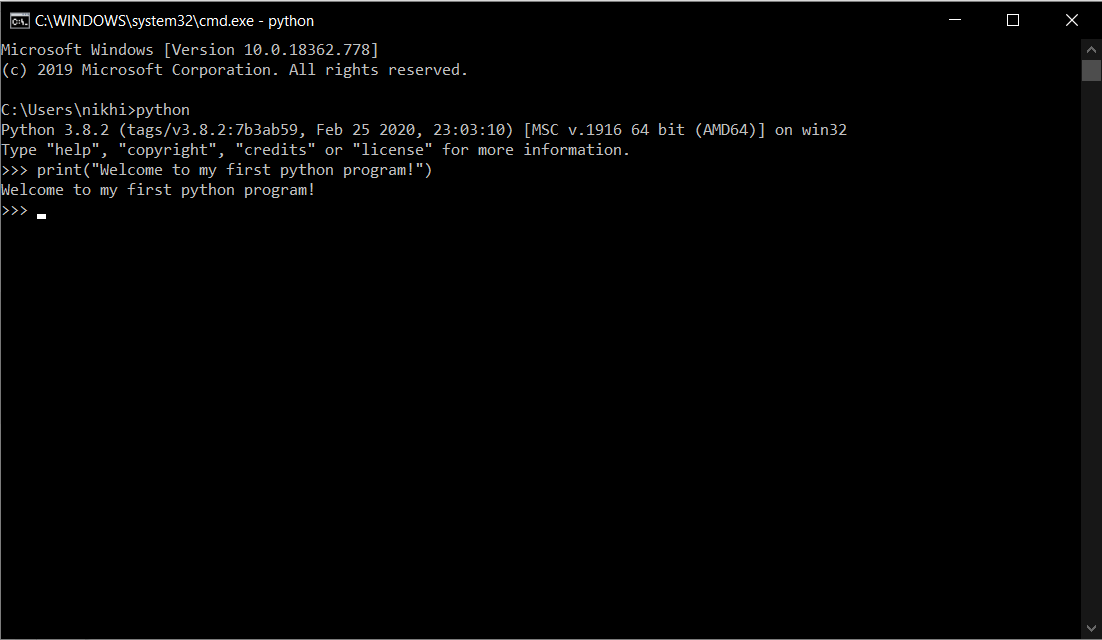 C:\WINDOWS\system32\cmd.exe - python
Microsoft Windows [Version 10.0.18362.778]
(c) 2019 Microsoft Corporation. All rights reserved.
C:\Users\nikhi>python
Python 3.8.2 (tags/v3.8.2:7b3ab59, Feb 25 2020, 23:03:10) [MSC v.1916 64 bit (AMD64)] on win32
Type "help", "copyright", "credits" or "license" for more information.
>>> print("Welcome to my first python program!")
Welcome to my first python program!
>>>